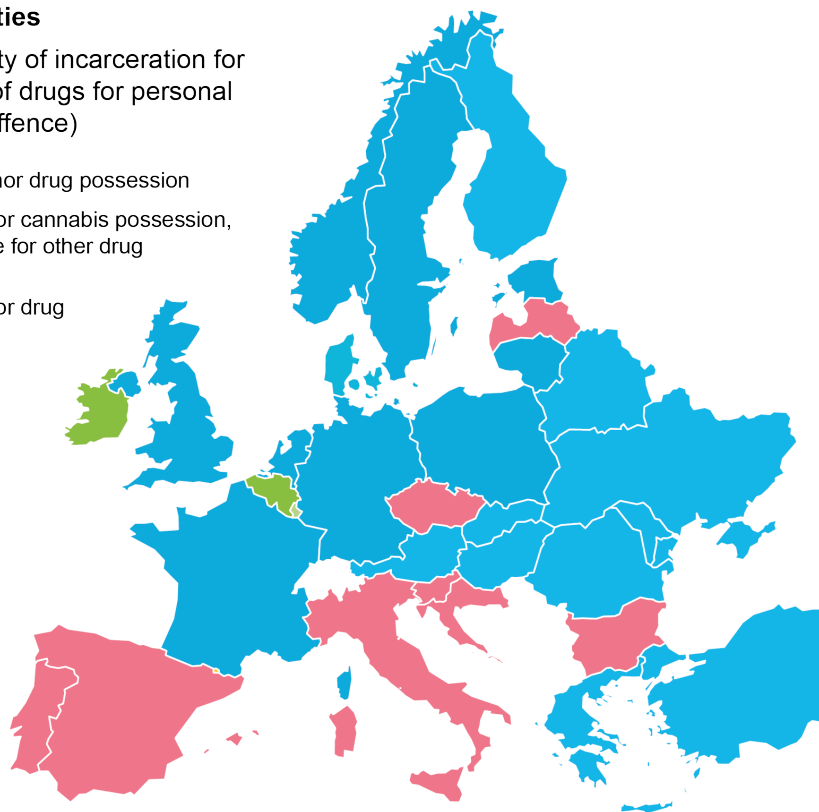 ties
ty of incarceration for
of drugs for personal
ffence)
nor drug possession
or cannabis possession,
e for other drug
or drug